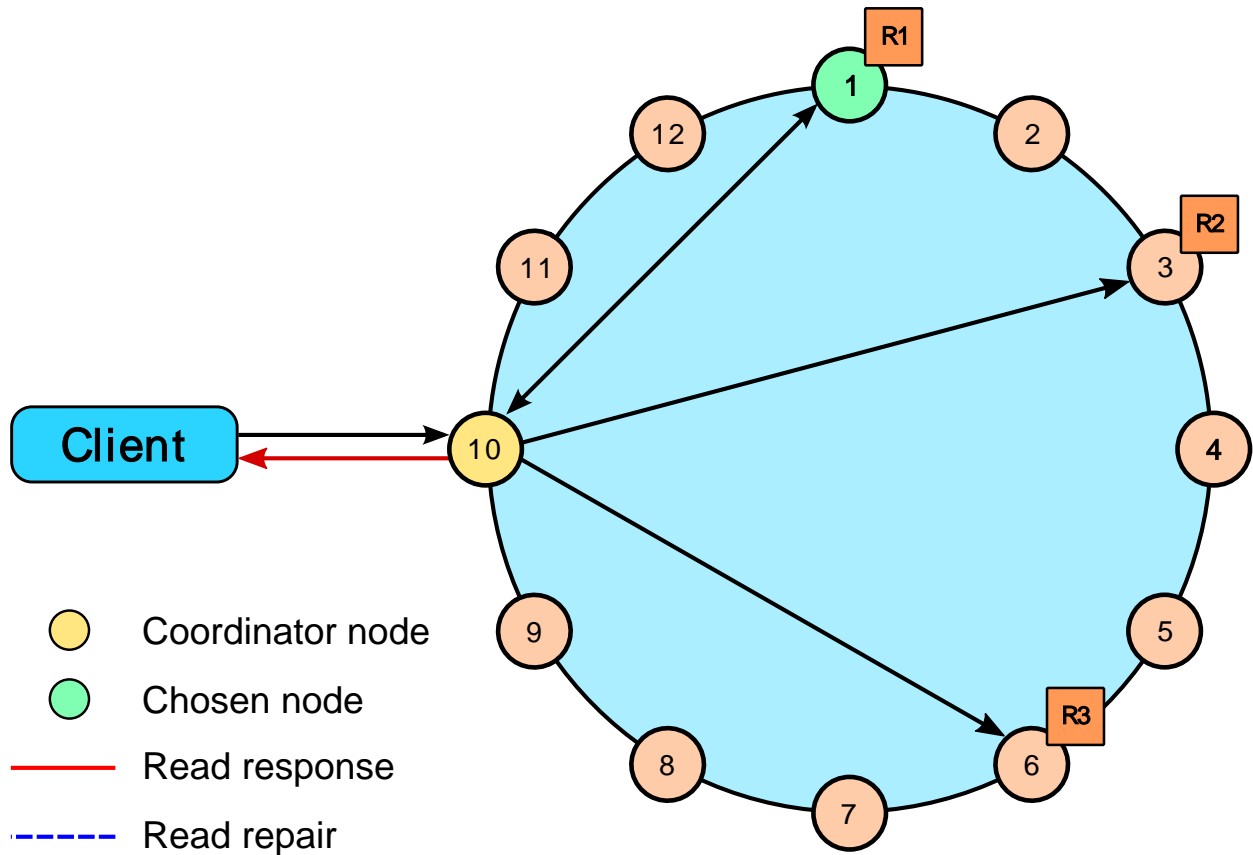 R1
1
12
2
R2
11
3
Client
10
4
9
5
Coordinator node
Chosen node
R3
Read response
8
6
7
Read repair